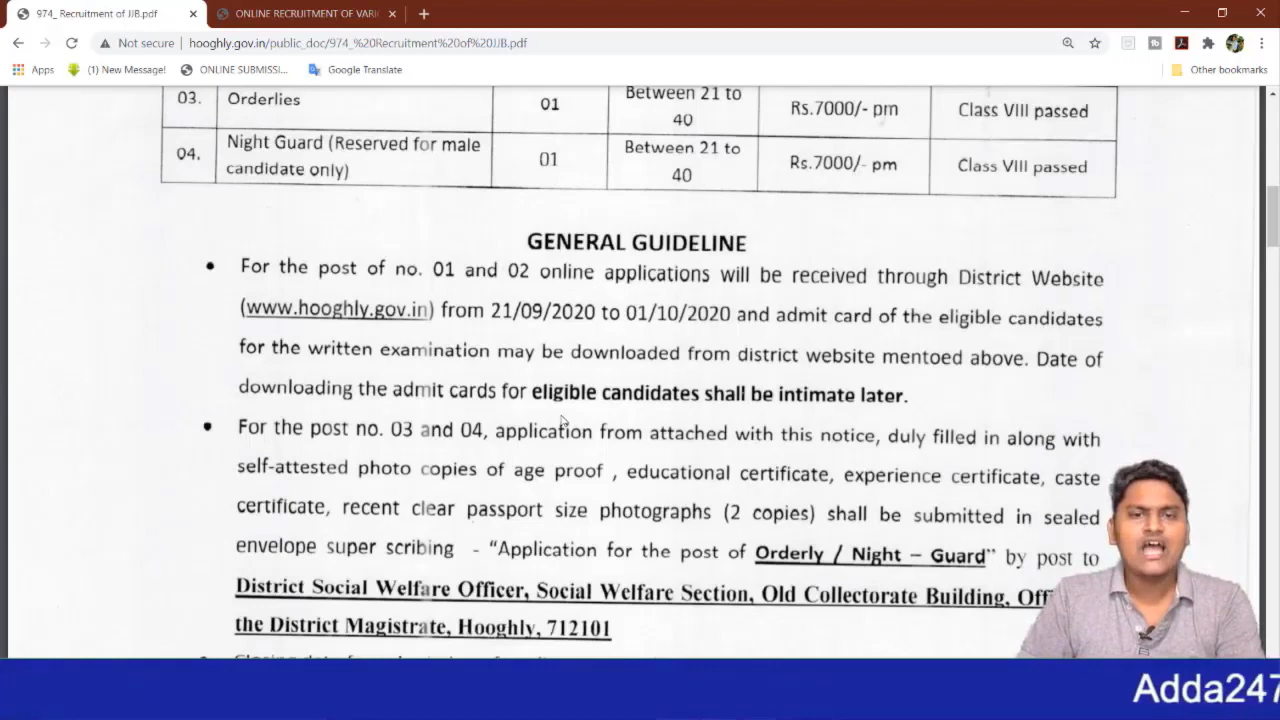 974_ Recruitment of JJB.pdf
ONLINE RECRUITMENT OF VARI
Not secure | hooghly.gov.in/public_doc/974_%20Recruitment%20of%20JJB.pdf
Apps (1) New Message! ONLINE SUBMISSI... Google Translate Other bookmarks
03. Orderlies 01 Between 21 to 40 Rs.7000/- pm Class VIII passed
04. Night Guard (Reserved for male candidate only) 01 Between 21 to 40 Rs.7000/- pm Class VIII passed
GENERAL GUIDELINE
• For the post of no. 01 and 02 online applications will be received through District Website
(www.hooghly.gov.in) from 21/09/2020 to 01/10/2020 and admit card of the eligible candidates
for the written examination may be downloaded from district website mentoed above. Date of
downloading the admit cards for eligible candidates shall be intimate later.
• For the post no. 03 and 04, application from attached with this notice, duly filled in along with
self-attested photo copies of age proof , educational certificate, experience certificate, caste
certificate, recent clear passport size photographs (2 copies) shall be submitted in sealed
envelope super scribing - “Application for the post of Orderly / Night – Guard” by post to
District Social Welfare Officer, Social Welfare Section, Old Collectorate Building, Off
the District Magistrate, Hooghly, 712101
Adda247